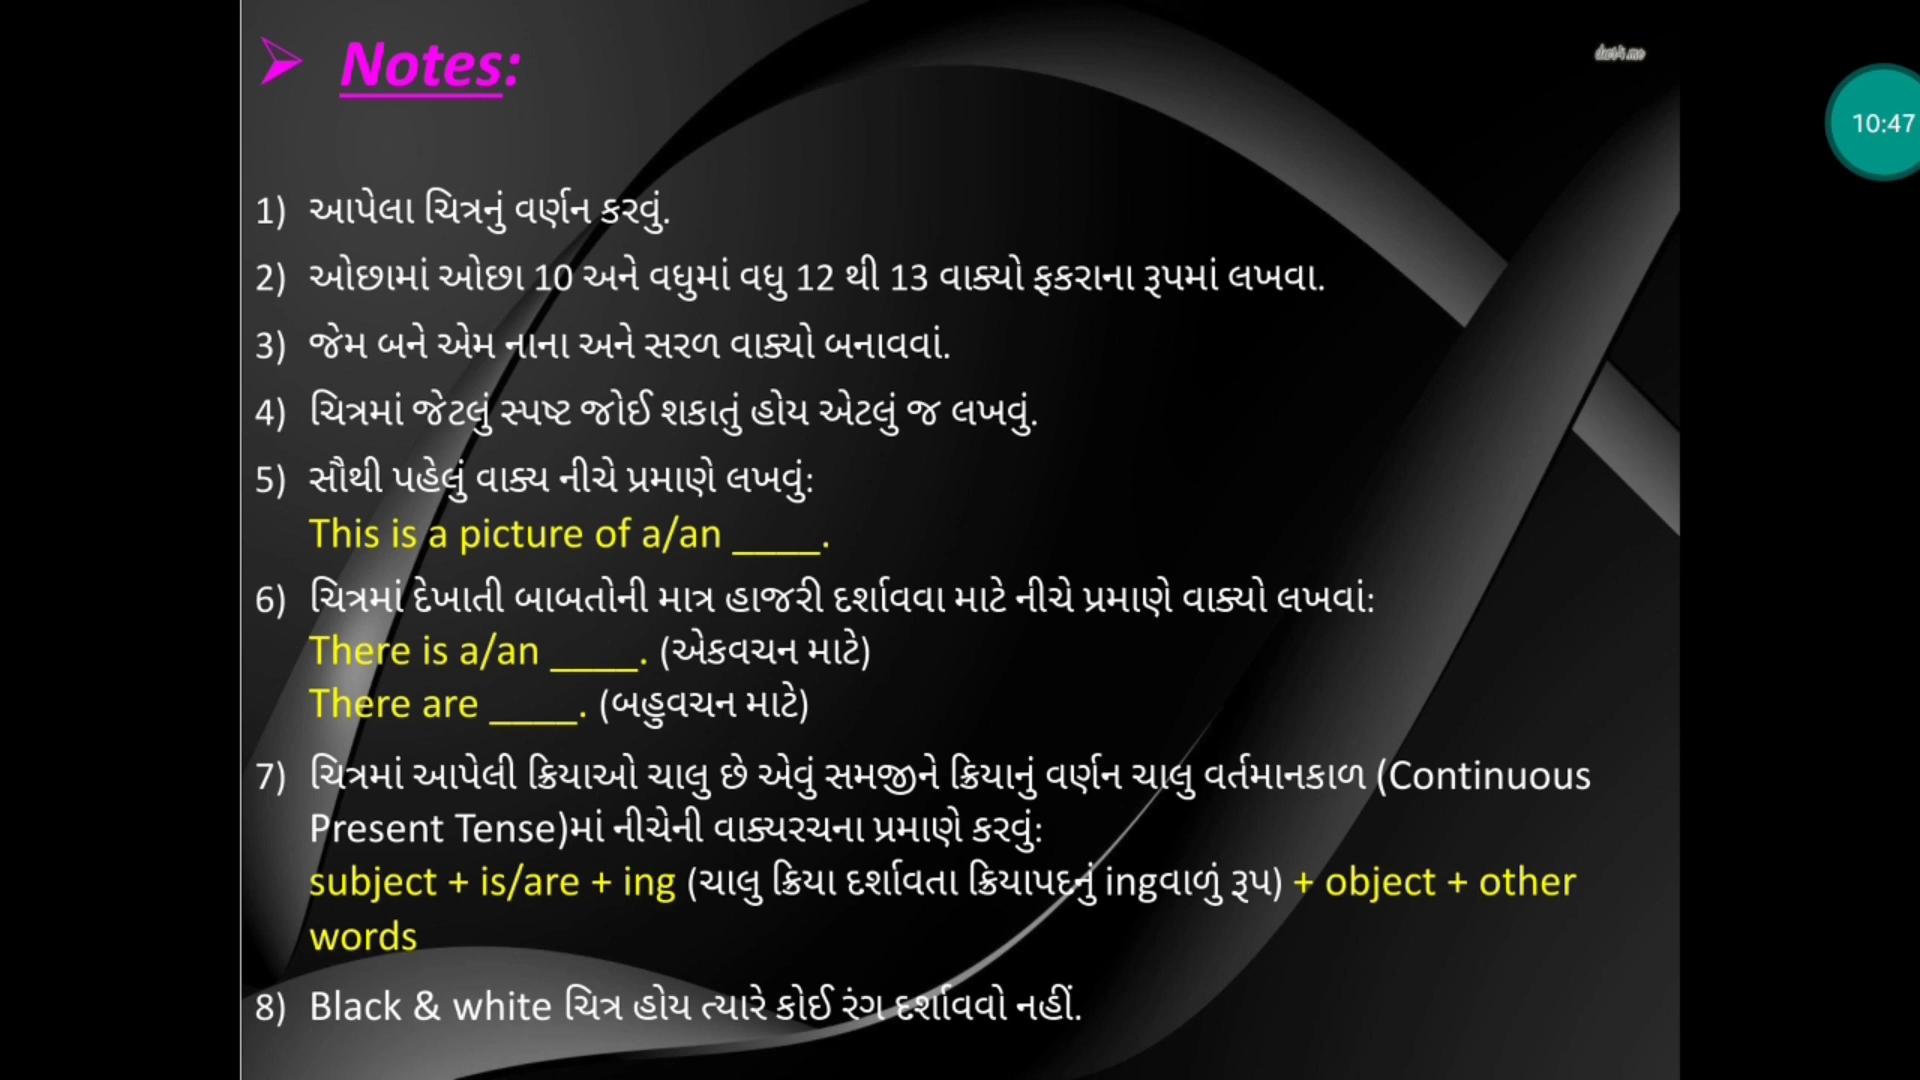 ➢ Notes:
10:47
1) આપેલા ચિત્રનું વર્ણન કરવું.
2) ઓછામાં ઓછા 10 અને વધુમાં વધુ 12 થી 13 વાક્યો ફકરાના રૂપમાં લખવા.
3) જેમ બને એમ નાના અને સરળ વાક્યો બનાવવાં.
4) ચિત્રમાં જેટલું સ્પષ્ટ જોઈ શકાતું હોય એટલું જ લખવું.
5) સૌથી પહેલું વાક્ય નીચે પ્રમાણે લખવું:
This is a picture of a/an ____.
6) ચિત્રમાં દેખાતી બાબતોની માત્ર હાજરી દર્શાવવા માટે નીચે પ્રમાણે વાક્યો લખવાં:
There is a/an ____. (એકવચન માટે)
There are ____. (બહુવચન માટે)
7) ચિત્રમાં આપેલી ક્રિયાઓ ચાલુ છે એવું સમજીને ક્રિયાનું વર્ણન ચાલુ વર્તમાનકાળ (Continuous
Present Tense)માં નીચેની વાક્યરચના પ્રમાણે કરવું:
subject + is/are + ing (ચાલુ ક્રિયા દર્શાવતા ક્રિયાપદનું ingવાળું રૂપ) + object + other
words
8) Black & white ચિત્ર હોય ત્યારે કોઈ રંગ દર્શાવવો નહીં.